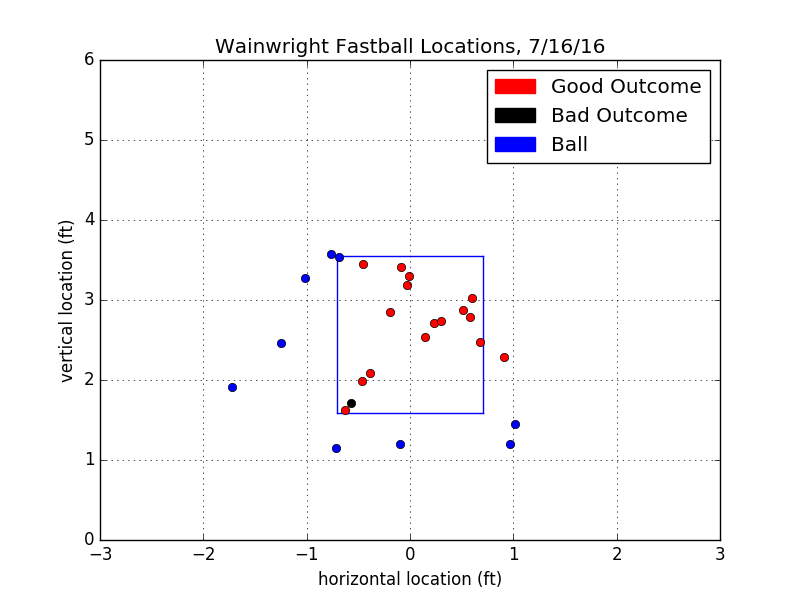 Wainwright Fastball Locations, 7/16/16
6
5
4
3
2
1
0
vertical location (ft)
Good Outcome
Bad Outcome
Ball
−3 −2 −1 0 1 2 3
horizontal location (ft)